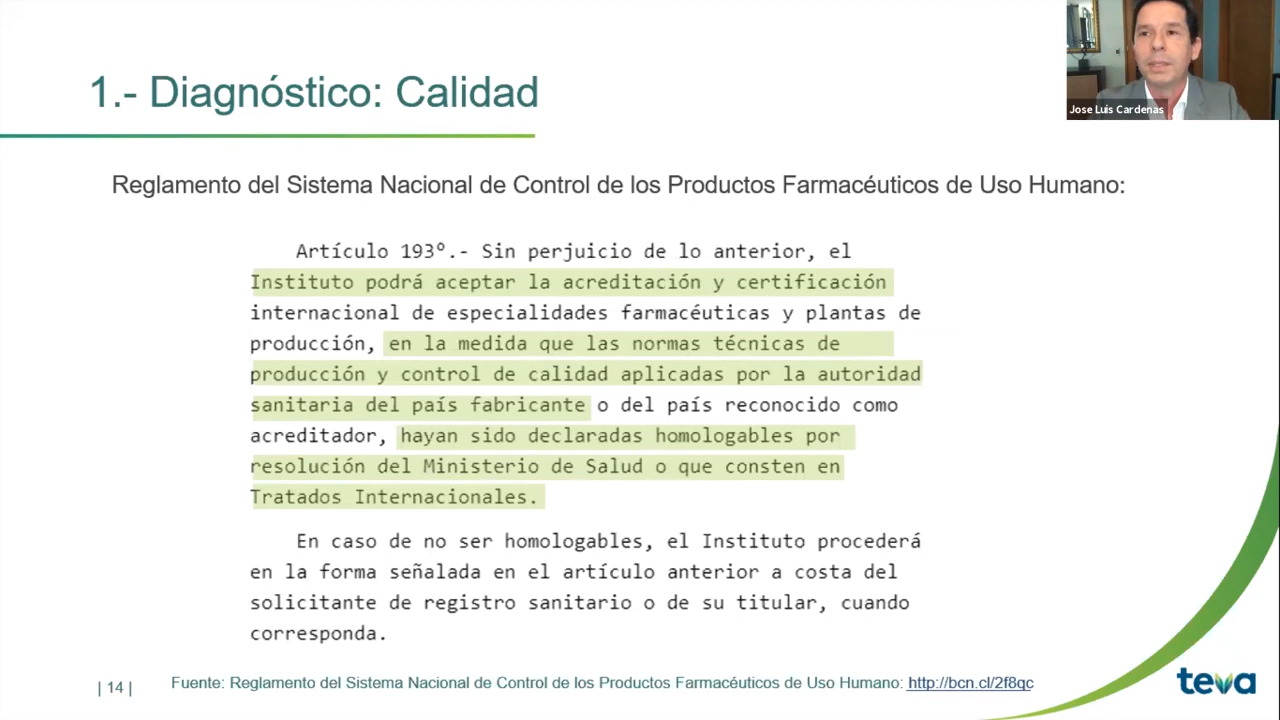 1.- Diagnóstico: Calidad
Jose Luis Cardenas
Reglamento del Sistema Nacional de Control de los Productos Farmacéuticos de Uso Humano:
Artículo 193º.- Sin perjuicio de lo anterior, el
Instituto podrá aceptar la acreditación y certificación
internacional de especialidades farmacéuticas y plantas de
producción, en la medida que las normas técnicas de
producción y control de calidad aplicadas por la autoridad
sanitaria del país fabricante o del país reconocido como
acreditador, hayan sido declaradas homologables por
resolución del Ministerio de Salud o que consten en
Tratados Internacionales.
En caso de no ser homologables, el Instituto procederá
en la forma señalada en el artículo anterior a costa del
solicitante de registro sanitario o de su titular, cuando
corresponda.
| 14 |
Fuente: Reglamento del Sistema Nacional de Control de los Productos Farmacéuticos de Uso Humano: http://bcn.cl/2f8qc
teva